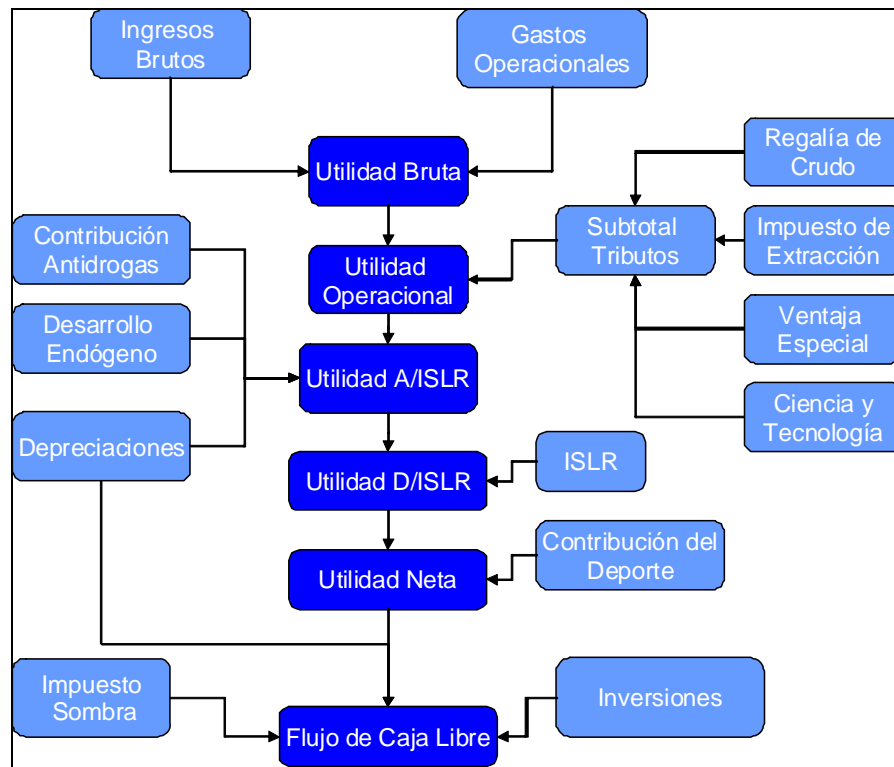 Ingresos
Brutos
Gastos
Operacionales
Utilidad Bruta
Regalía de
Crudo
Contribución
Antidrogas
Utilidad
Operacional
Subtotal
Tributos
Impuesto de
Extracción
Desarrollo
Endógeno
Ventaja
Especial
Utilidad A/ISLR
Ciencia y
Tecnología
Depreciaciones
Utilidad D/ISLR
ISLR
Utilidad Neta
Contribución del
Deporte
Impuesto
Sombra
Flujo de Caja Libre
Inversiones